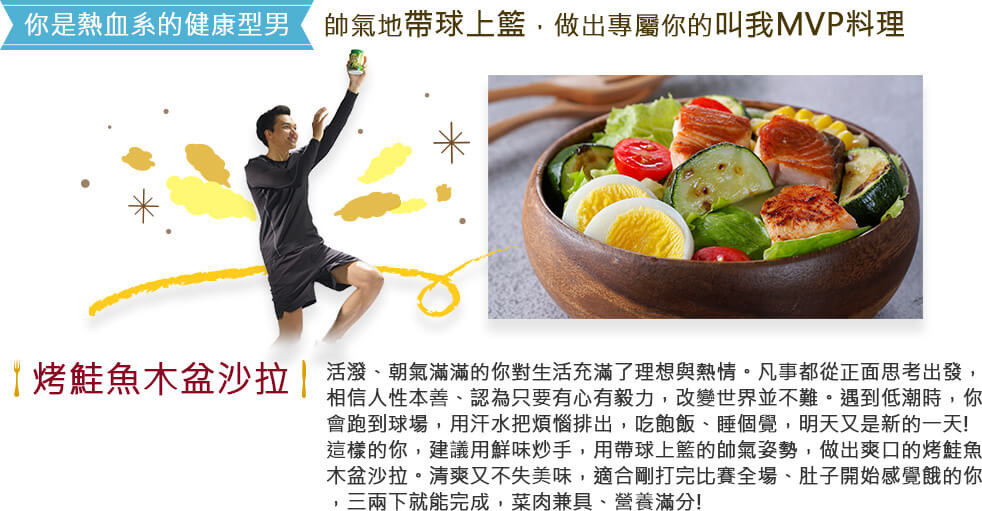 你是熱血系的健康型男
帥氣地帶球上籃，做出專屬你的叫我MVP料理
烤鮭魚木盆沙拉
活潑、朝氣滿滿的你對生活充滿了理想與熱情。凡事都從正面思考出發，
相信人性本善、認為只要有心有毅力，改變世界並不難。遇到低潮時，你
會跑到球場，用汗水把煩惱排出，吃飽飯、睡個覺，明天又是新的一天!
這樣的你，建議用鮮味炒手，用帶球上籃的帥氣姿勢，做出爽口的烤鮭魚
木盆沙拉。清爽又不失美味，適合剛打完比賽全場、肚子開始感覺餓的你
，三兩下就能完成，菜肉兼具、營養滿分!